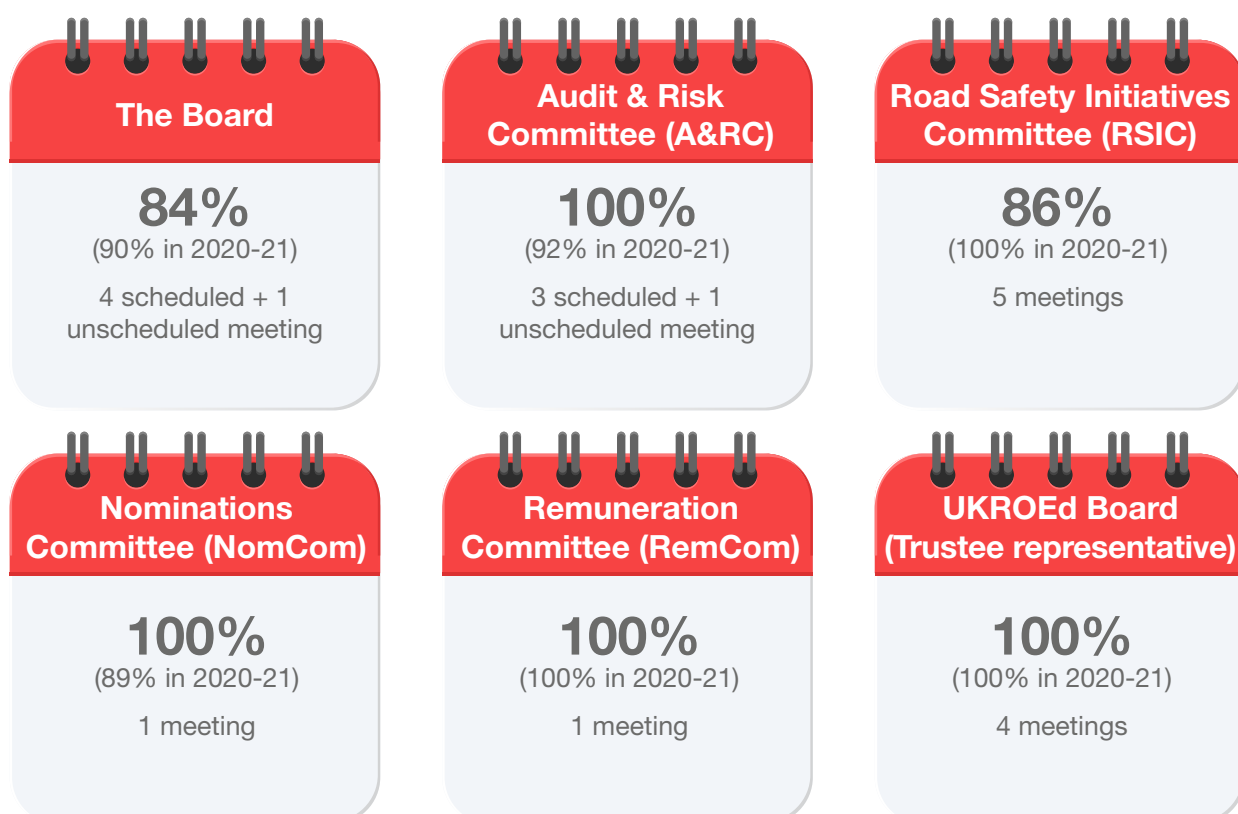 The Board
84%
(90% in 2020-21)
4 scheduled + 1
unscheduled meeting
Audit & Risk
Committee (A&RC)
100%
(92% in 2020-21)
3 scheduled + 1
unscheduled meeting
Road Safety Initiatives
Committee (RSIC)
86%
(100% in 2020-21)
5 meetings
Nominations
Committee (NomCom)
100%
(89% in 2020-21)
1 meeting
Remuneration
Committee (RemCom)
100%
(100% in 2020-21)
1 meeting
UKROEd Board
(Trustee representative)
100%
(100% in 2020-21)
4 meetings